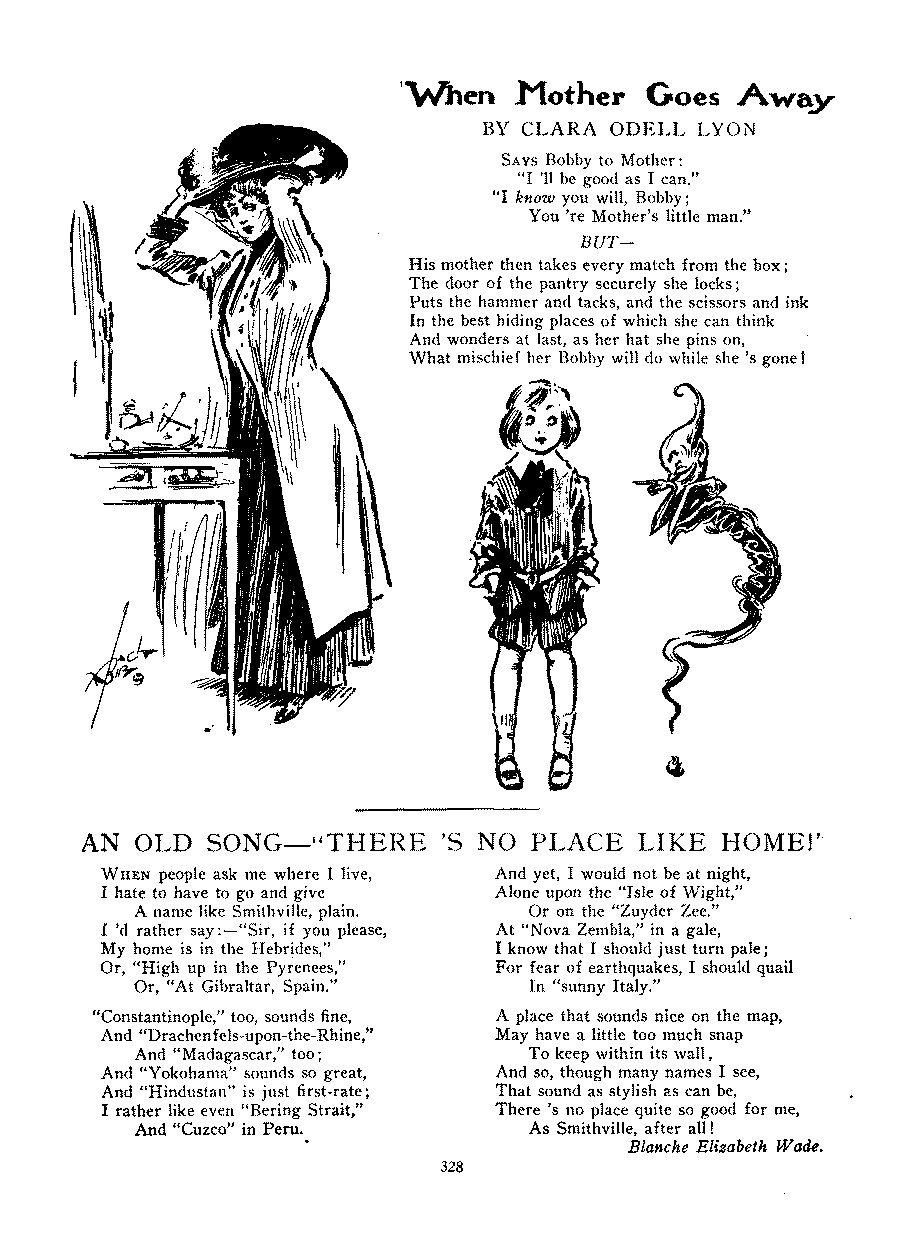 When Mother Goes Away
BY CLARA ODELL LYON
SAYS Bobby to Mother:
"I 'll be good as I can."
"I know you will, Bobby;
You 're Mother's little man."
BUT—
His mother then takes every match from the box;
The door of the pantry securely she locks;
Puts the hammer and tacks, and the scissors and ink
In the best hiding places of which she can think
And wonders at last, as her hat she pins on,
What mischief her Bobby will do while she 's gone!
AN OLD SONG—"THERE 'S NO PLACE LIKE HOME!"
WHEN people ask me where I live,
I hate to have to go and give
A name like Smithville, plain.
I 'd rather say:—"Sir, if you please,
My home is in the Hebrides,"
Or, "High up in the Pyrenees,"
Or, "At Gibraltar, Spain."
"Constantinople," too, sounds fine,
And "Drachenfels-upon-the-Rhine,"
And "Madagascar," too;
And "Yokohama" sounds so great,
And "Hindustan" is just first-rate;
I rather like even "Bering Strait,"
And "Cuzco" in Peru.
And yet, I would not be at night,
Alone upon the "Isle of Wight,"
Or on the "Zuyder Zee."
At "Nova Zembla," in a gale,
I know that I should just turn pale;
For fear of earthquakes, I should quail
In "sunny Italy."
A place that sounds nice on the map,
May have a little too much snap
To keep within its wall,
And so, though many names I see,
That sound as stylish as can be,
There 's no place quite so good for me,
As Smithville, after all!
Blanche Elizabeth Wade.
328